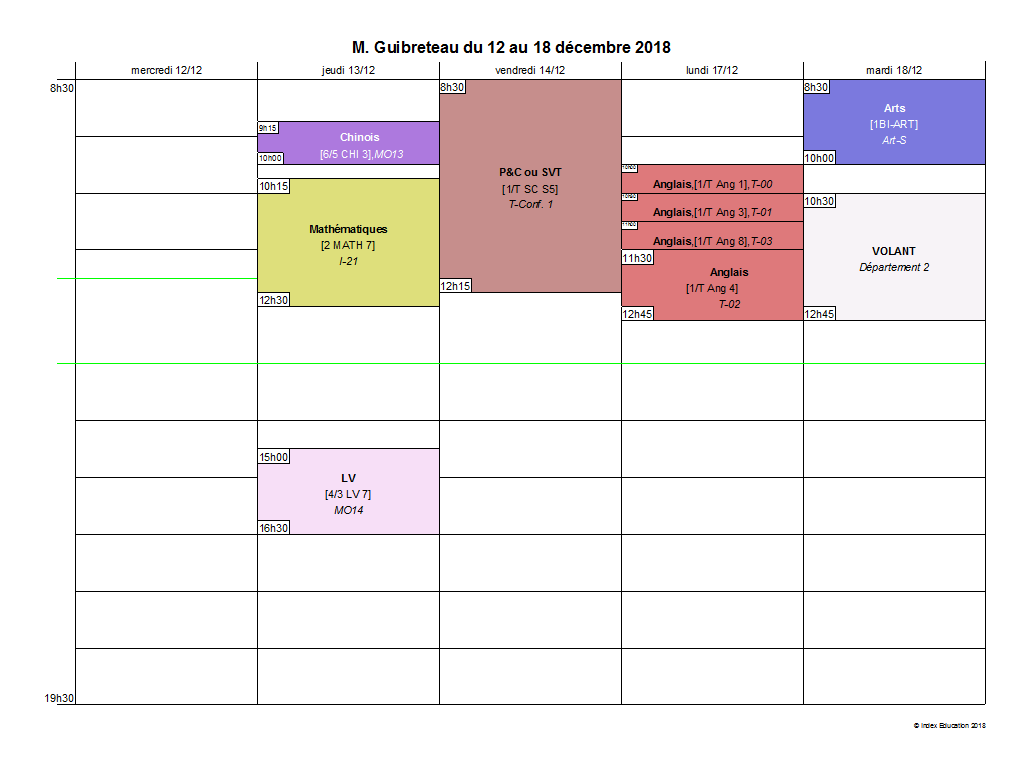 M. Guibreteau du 12 au 18 décembre 2018
mercredi 12/12
jeudi 13/12
vendredi 14/12
lundi 17/12
mardi 18/12
8h30
19h30
9h15
Chinois
[6/5 CHI 3],MO13
10h00
10h15
Mathématiques
[2 MATH 7]
I-21
12h30
15h00
LV
[4/3 LV 7]
MO14
16h30
8h30
P&C ou SVT
[1/T SC S5]
T-Conf. 1
12h15
10h00
Anglais,[1/T Ang 1],T-00
10h30
Anglais,[1/T Ang 3],T-01
11h00
Anglais,[1/T Ang 8],T-03
11h30
Anglais
[1/T Ang 4]
T-02
12h45
8h30
Arts
[1BI-ART]
Art-S
10h00
10h30
VOLANT
Département 2
12h45
© Index Education 2018